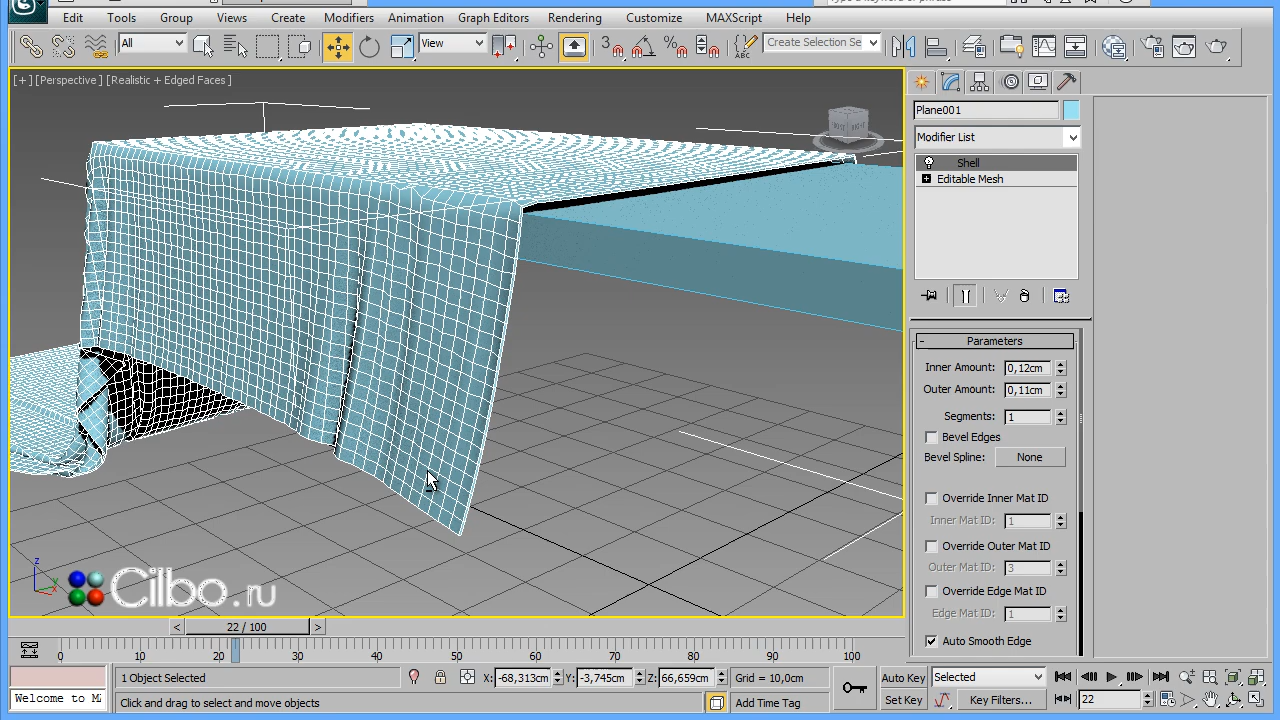 Edit Tools Group Views Create Modifiers Animation Graph Editors Rendering Customize MAXScript Help
All View 3 ABC Create Selection Se
[+] [Perspective ] [Realistic + Edged Faces ]
Plane001
Modifier List
Shell
Editable Mesh
Parameters
Inner Amount: 0,12cm
Outer Amount: 0,11cm
Segments: 1
Bevel Edges
Bevel Spline: None
Override Inner Mat ID
Inner Mat ID: 1
Override Outer Mat ID
Outer Mat ID: 3
Override Edge Mat ID
Edge Mat ID: 1
Auto Smooth Edge
z
Cilbo.ru
< 22 / 100 >
0 10 20 30 40 50 60 70 80 90 100
1 Object Selected X: -68,313cm Y: -3,745cm Z: 66,659cm Grid = 10,0cm Auto Key Selected
Welcome to M Click and drag to select and move objects Add Time Tag Set Key Key Filters... 22